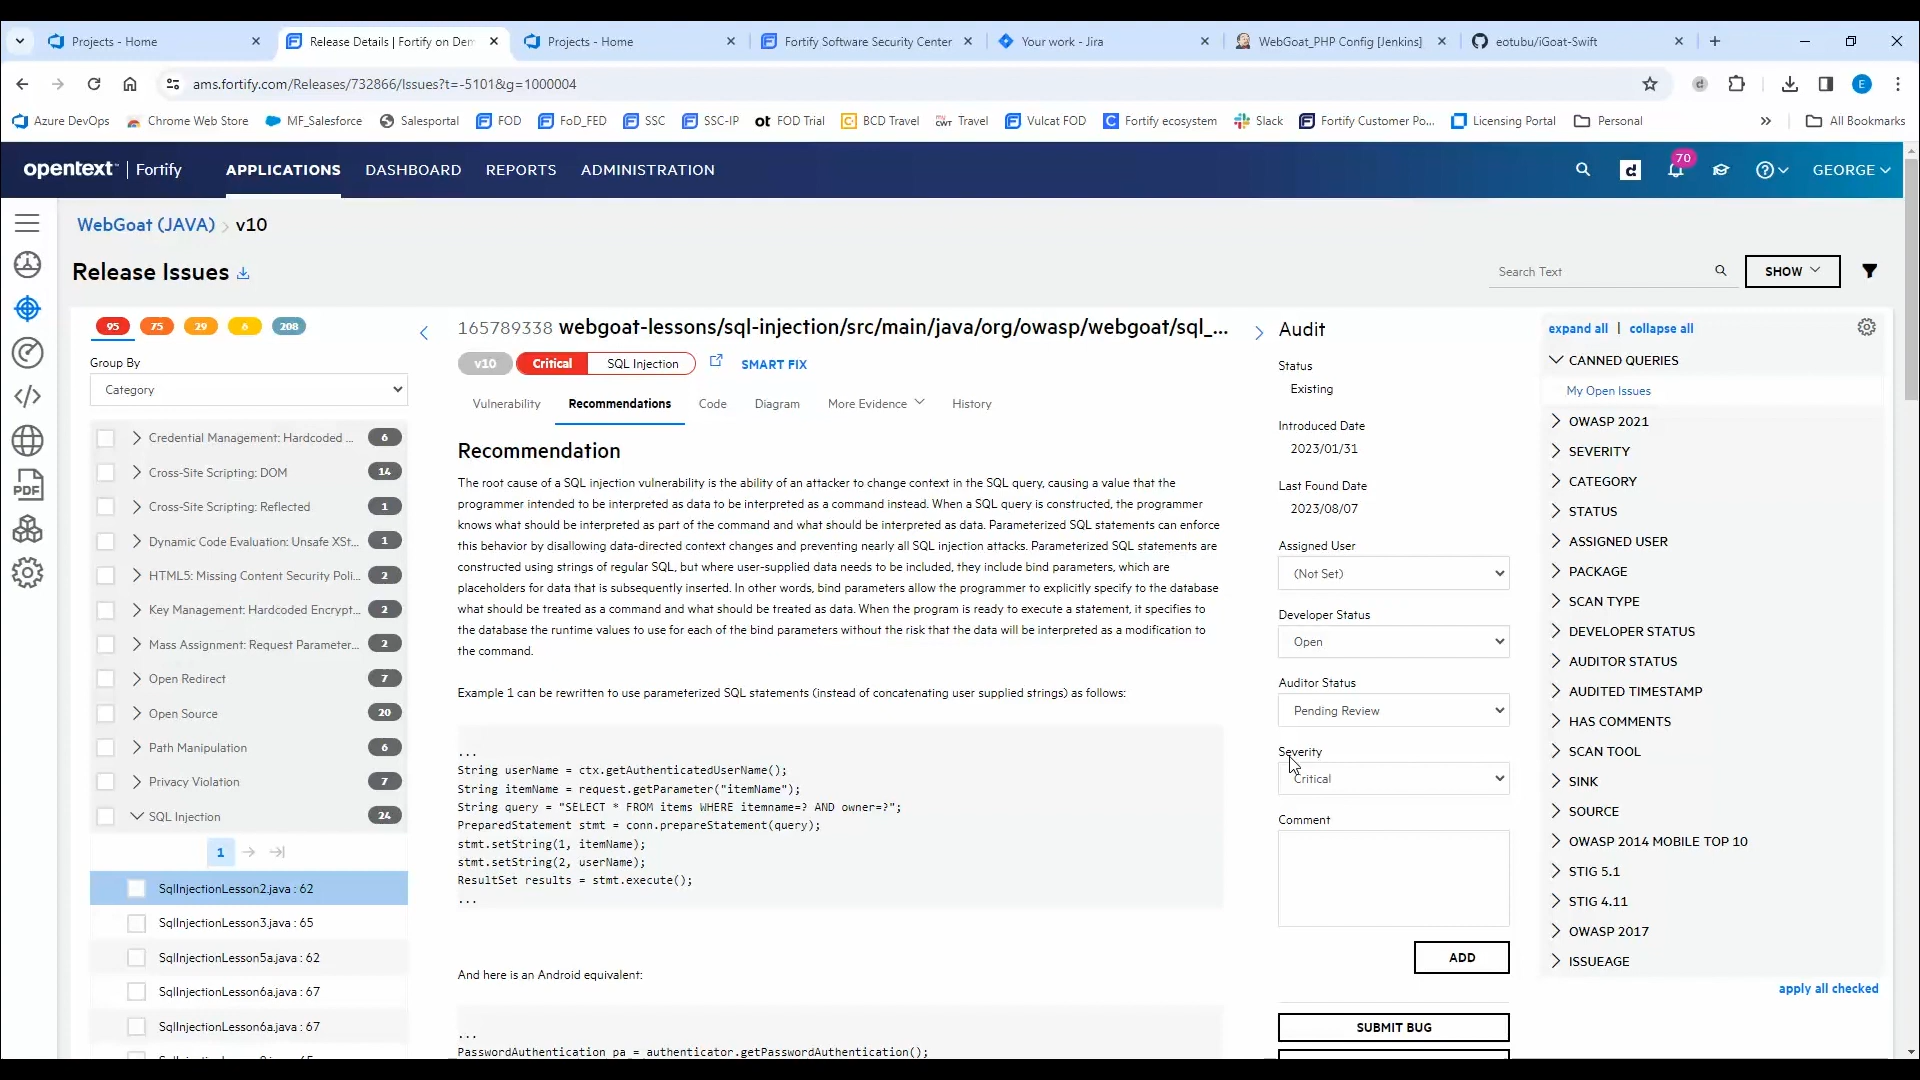 Projects - Home
Release Details | Fortify on Dem
Projects - Home
Fortify Software Security Center
Your work - Jira
WebGoat_PHP Config [Jenkins]
eotubu/iGoat-Swift
ams.fortify.com/Releases/732866/Issues?t=-5101&g=1000004
E
Azure DevOps
Chrome Web Store
MF_Salesforce
Salesportal
FOD
FoD_FED
SSC
SSC-IP
ot FOD Trial
BCD Travel
my CWT Travel
Vulcat FOD
Fortify ecosystem
Slack
Fortify Customer Po...
Licensing Portal
Personal
All Bookmarks
opentext™ | Fortify
APPLICATIONS
DASHBOARD
REPORTS
ADMINISTRATION
d
70
GEORGE
WebGoat (JAVA) > v10
Release Issues
Search Text
SHOW
95 75 29 6 208
Group By
Category
Credential Management: Hardcoded ... 6
Cross-Site Scripting: DOM 14
Cross-Site Scripting: Reflected 1
Dynamic Code Evaluation: Unsafe XSt... 1
HTML5: Missing Content Security Poli... 2
Key Management: Hardcoded Encrypt... 2
Mass Assignment: Request Parameter... 2
Open Redirect 7
Open Source 20
Path Manipulation 6
Privacy Violation 7
SQL Injection 24
1
SqlInjectionLesson2.java : 62
SqlInjectionLesson3.java : 65
SqlInjectionLesson5a.java : 62
SqlInjectionLesson6a.java : 67
SqlInjectionLesson6a.java : 67
PDF
165789338 webgoat-lessons/sql-injection/src/main/java/org/owasp/webgoat/sql_...
v10 Critical SQL Injection SMART FIX
Vulnerability Recommendations Code Diagram More Evidence History
Recommendation
The root cause of a SQL injection vulnerability is the ability of an attacker to change context in the SQL query, causing a value that the
programmer intended to be interpreted as data to be interpreted as a command instead. When a SQL query is constructed, the programmer
knows what should be interpreted as part of the command and what should be interpreted as data. Parameterized SQL statements can enforce
this behavior by disallowing data-directed context changes and preventing nearly all SQL injection attacks. Parameterized SQL statements are
constructed using strings of regular SQL, but where user-supplied data needs to be included, they include bind parameters, which are
placeholders for data that is subsequently inserted. In other words, bind parameters allow the programmer to explicitly specify to the database
what should be treated as a command and what should be treated as data. When the program is ready to execute a statement, it specifies to
the database the runtime values to use for each of the bind parameters without the risk that the data will be interpreted as a modification to
the command.
Example 1 can be rewritten to use parameterized SQL statements (instead of concatenating user supplied strings) as follows:
...
String userName = ctx.getAuthenticatedUserName();
String itemName = request.getParameter("itemName");
String query = "SELECT * FROM items WHERE itemname=? AND owner=?";
PreparedStatement stmt = conn.prepareStatement(query);
stmt.setString(1, itemName);
stmt.setString(2, userName);
ResultSet results = stmt.execute();
...
And here is an Android equivalent:
...
PasswordAuthentication pa = authenticator.getPasswordAuthentication();
Audit
Status
Existing
Introduced Date
2023/01/31
Last Found Date
2023/08/07
Assigned User
(Not Set)
Developer Status
Open
Auditor Status
Pending Review
Severity
Critical
Comment
ADD
SUBMIT BUG
expand all | collapse all
CANNED QUERIES
My Open Issues
OWASP 2021
SEVERITY
CATEGORY
STATUS
ASSIGNED USER
PACKAGE
SCAN TYPE
DEVELOPER STATUS
AUDITOR STATUS
AUDITED TIMESTAMP
HAS COMMENTS
SCAN TOOL
SINK
SOURCE
OWASP 2014 MOBILE TOP 10
STIG 5.1
STIG 4.11
OWASP 2017
ISSUEAGE
apply all checked